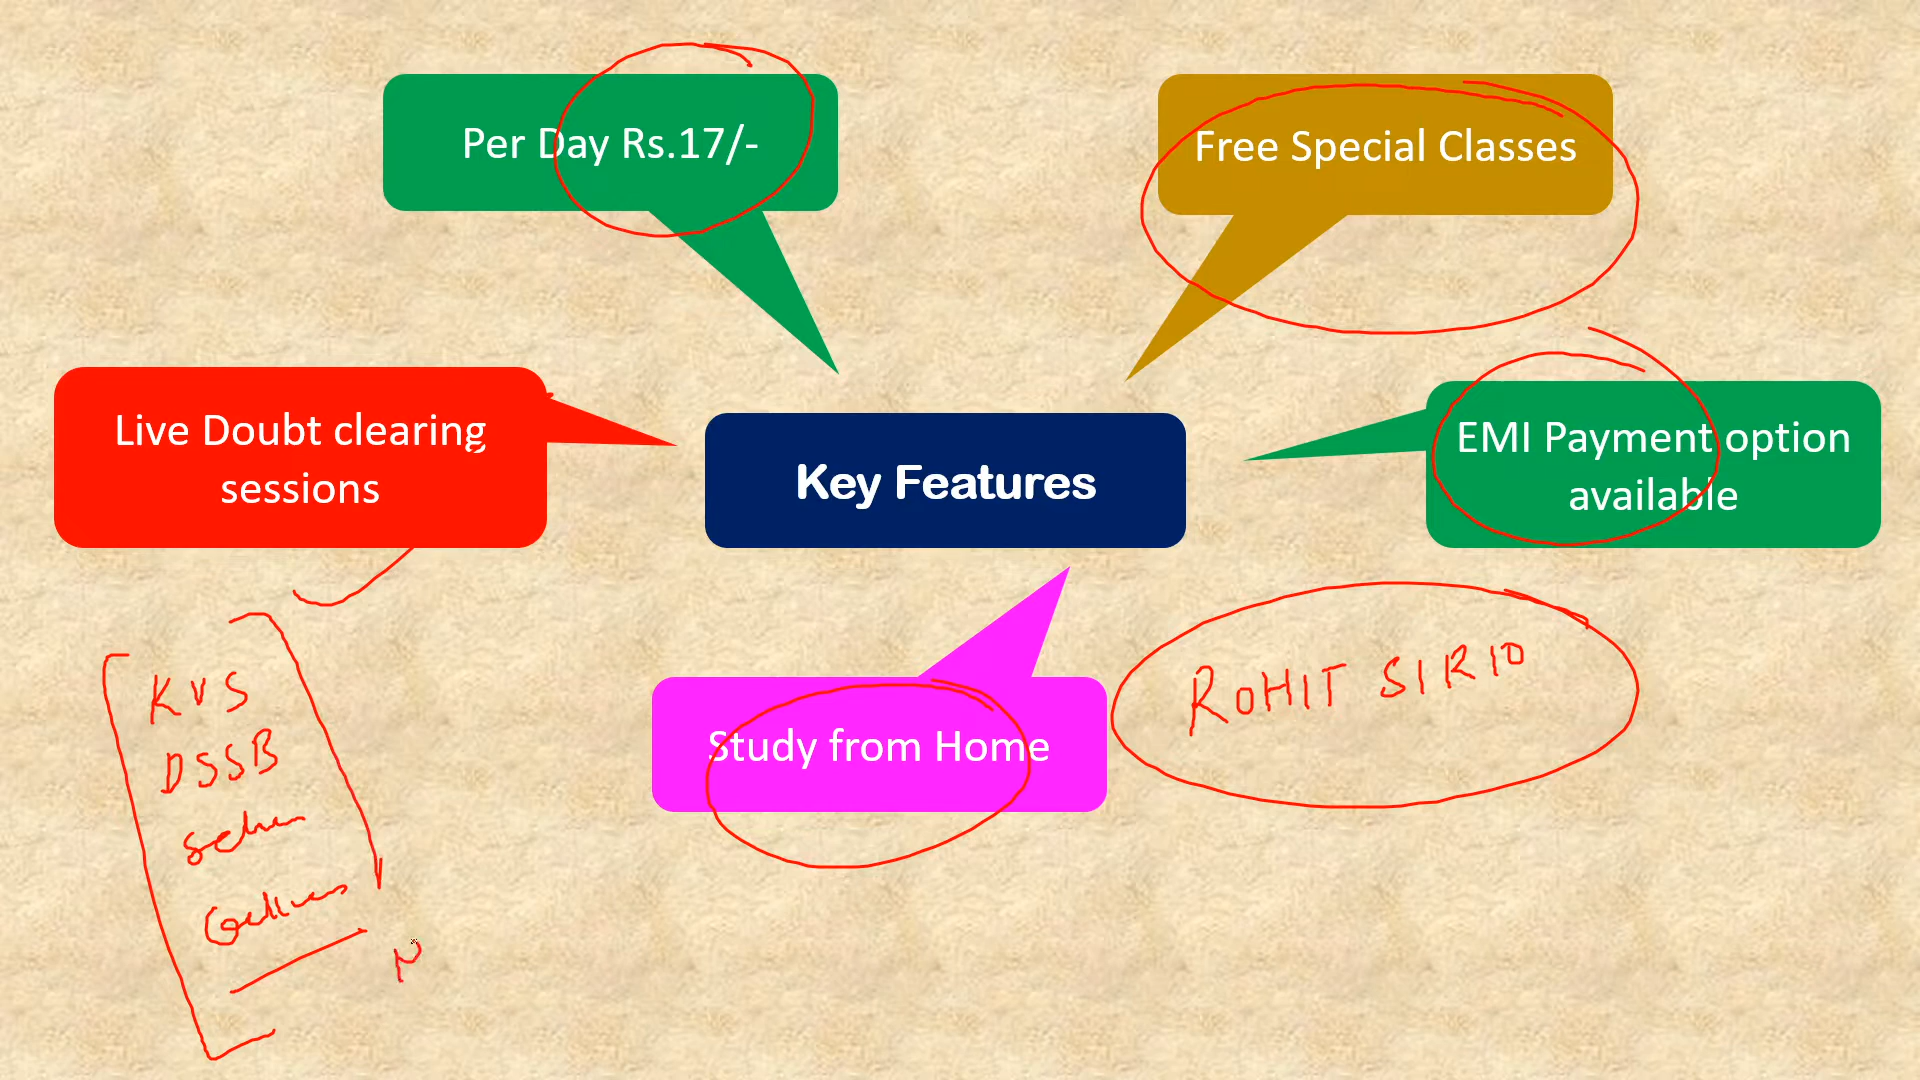 Per Day Rs.17/-
Free Special Classes
Live Doubt clearing
sessions
Key Features
EMI Payment option
available
Study from Home
ROHIT SIR10
KVS
DSSB